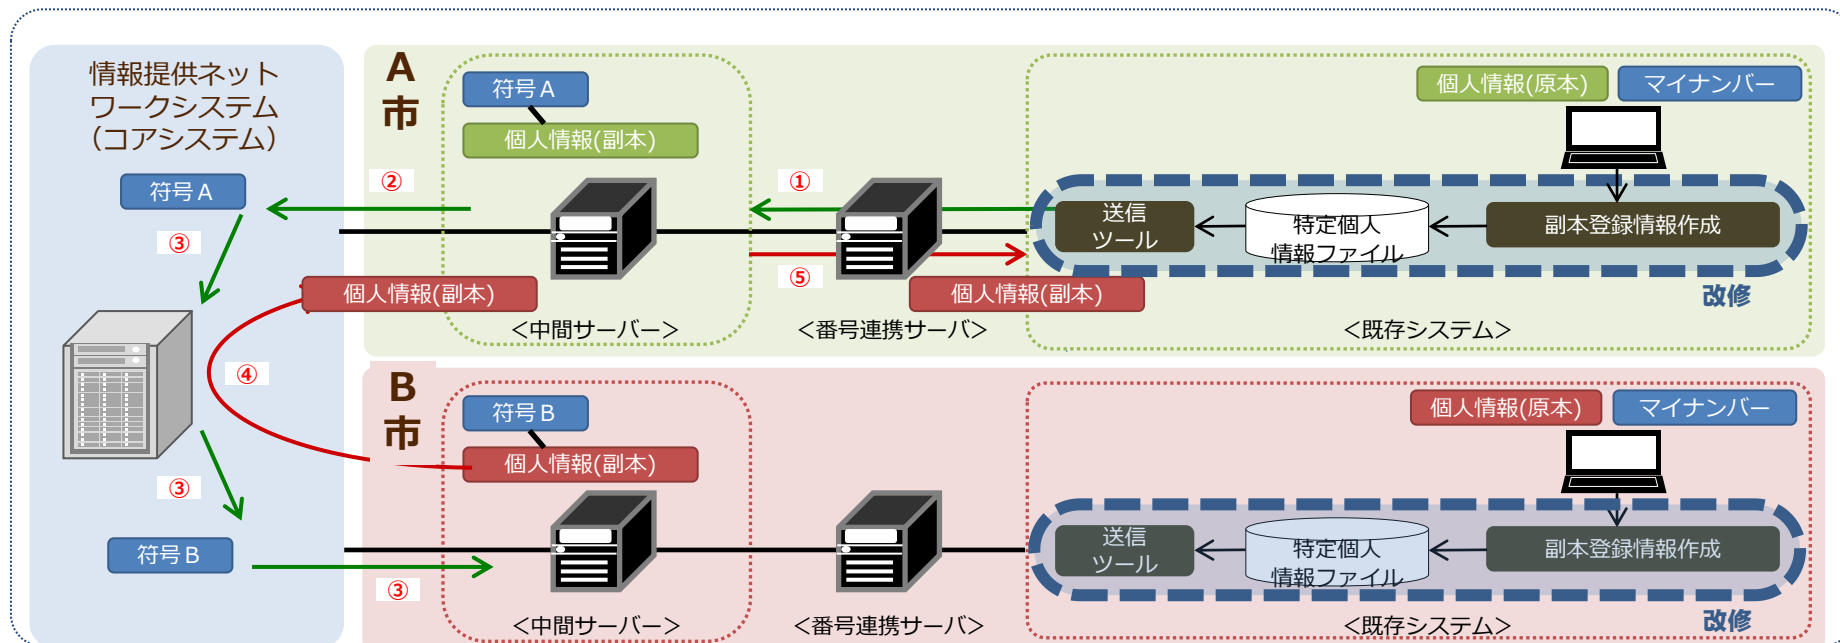 情報提供ネット
ワークシステム
（コアシステム）
符号Ａ
③
④
③
符号Ｂ
A
市
符号Ａ
個人情報(副本)
②
①
個人情報(副本)
⑤
個人情報(副本)
＜中間サーバー＞
＜番号連携サーバ＞
個人情報(原本)
マイナンバー
送信
ツール
特定個人
情報ファイル
副本登録情報作成
改修
＜既存システム＞
B
市
符号Ｂ
個人情報(副本)
③
＜中間サーバー＞
＜番号連携サーバ＞
個人情報(原本)
マイナンバー
送信
ツール
特定個人
情報ファイル
副本登録情報作成
改修
＜既存システム＞